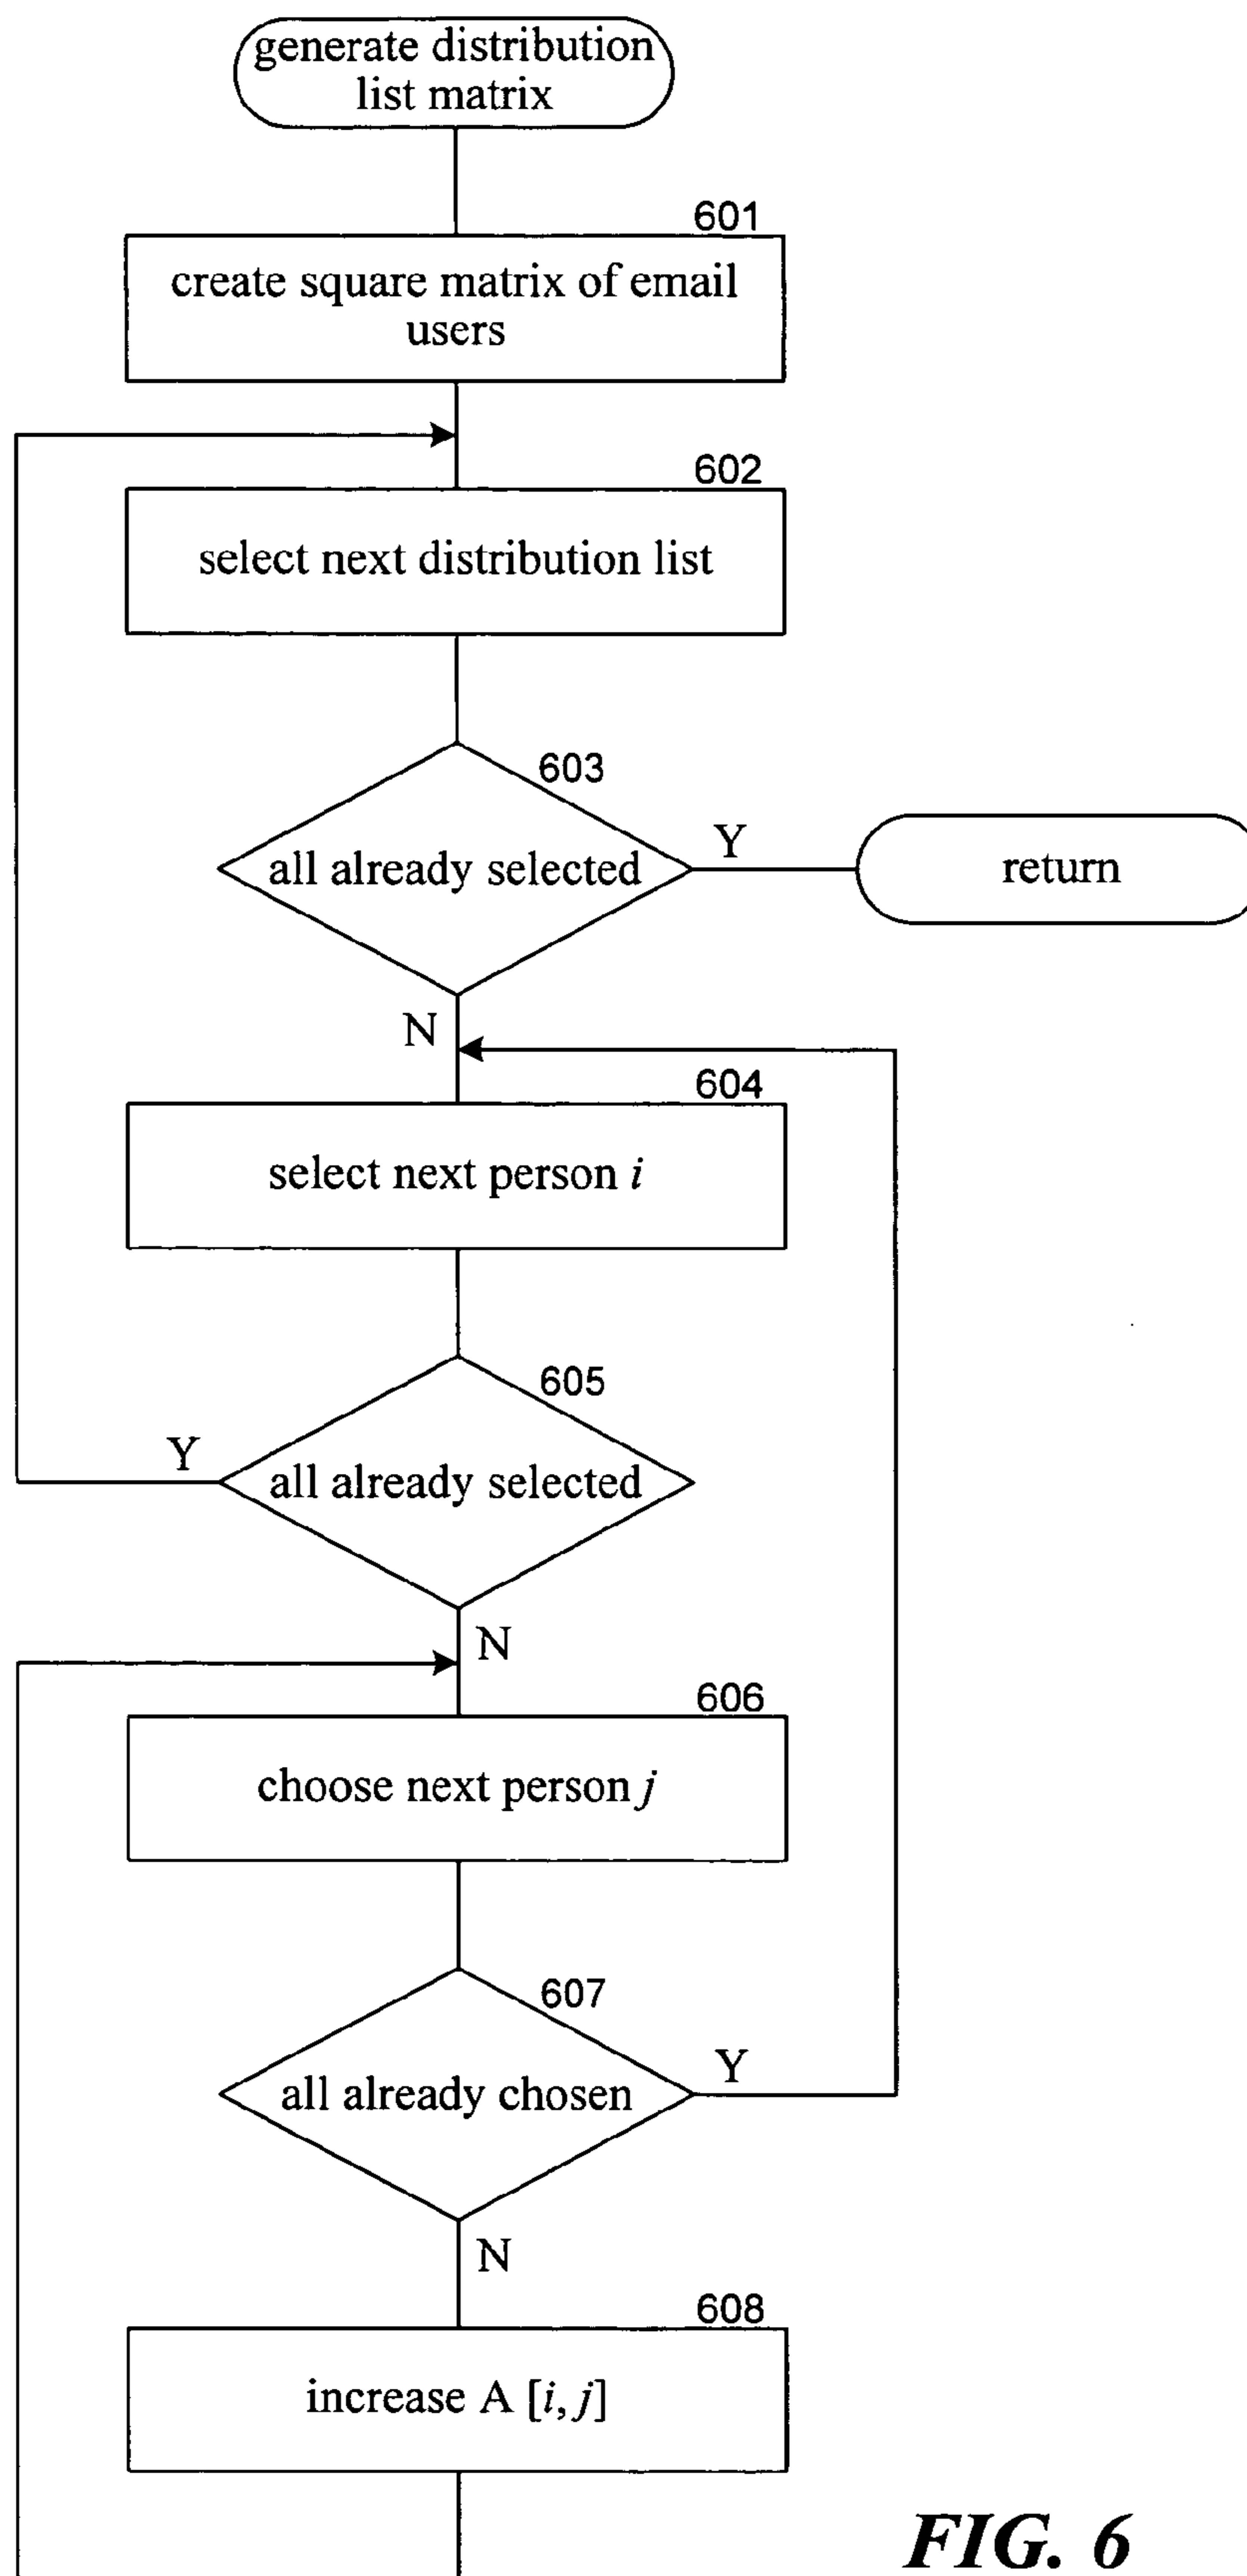 generate distribution
list matrix
601
create square matrix of email
users
602
select next distribution list
603
all already selected
Y
return
N
604
select next person i
605
all already selected
Y
N
606
choose next person j
607
all already chosen
Y
N
608
increase A [i, j]
FIG. 6